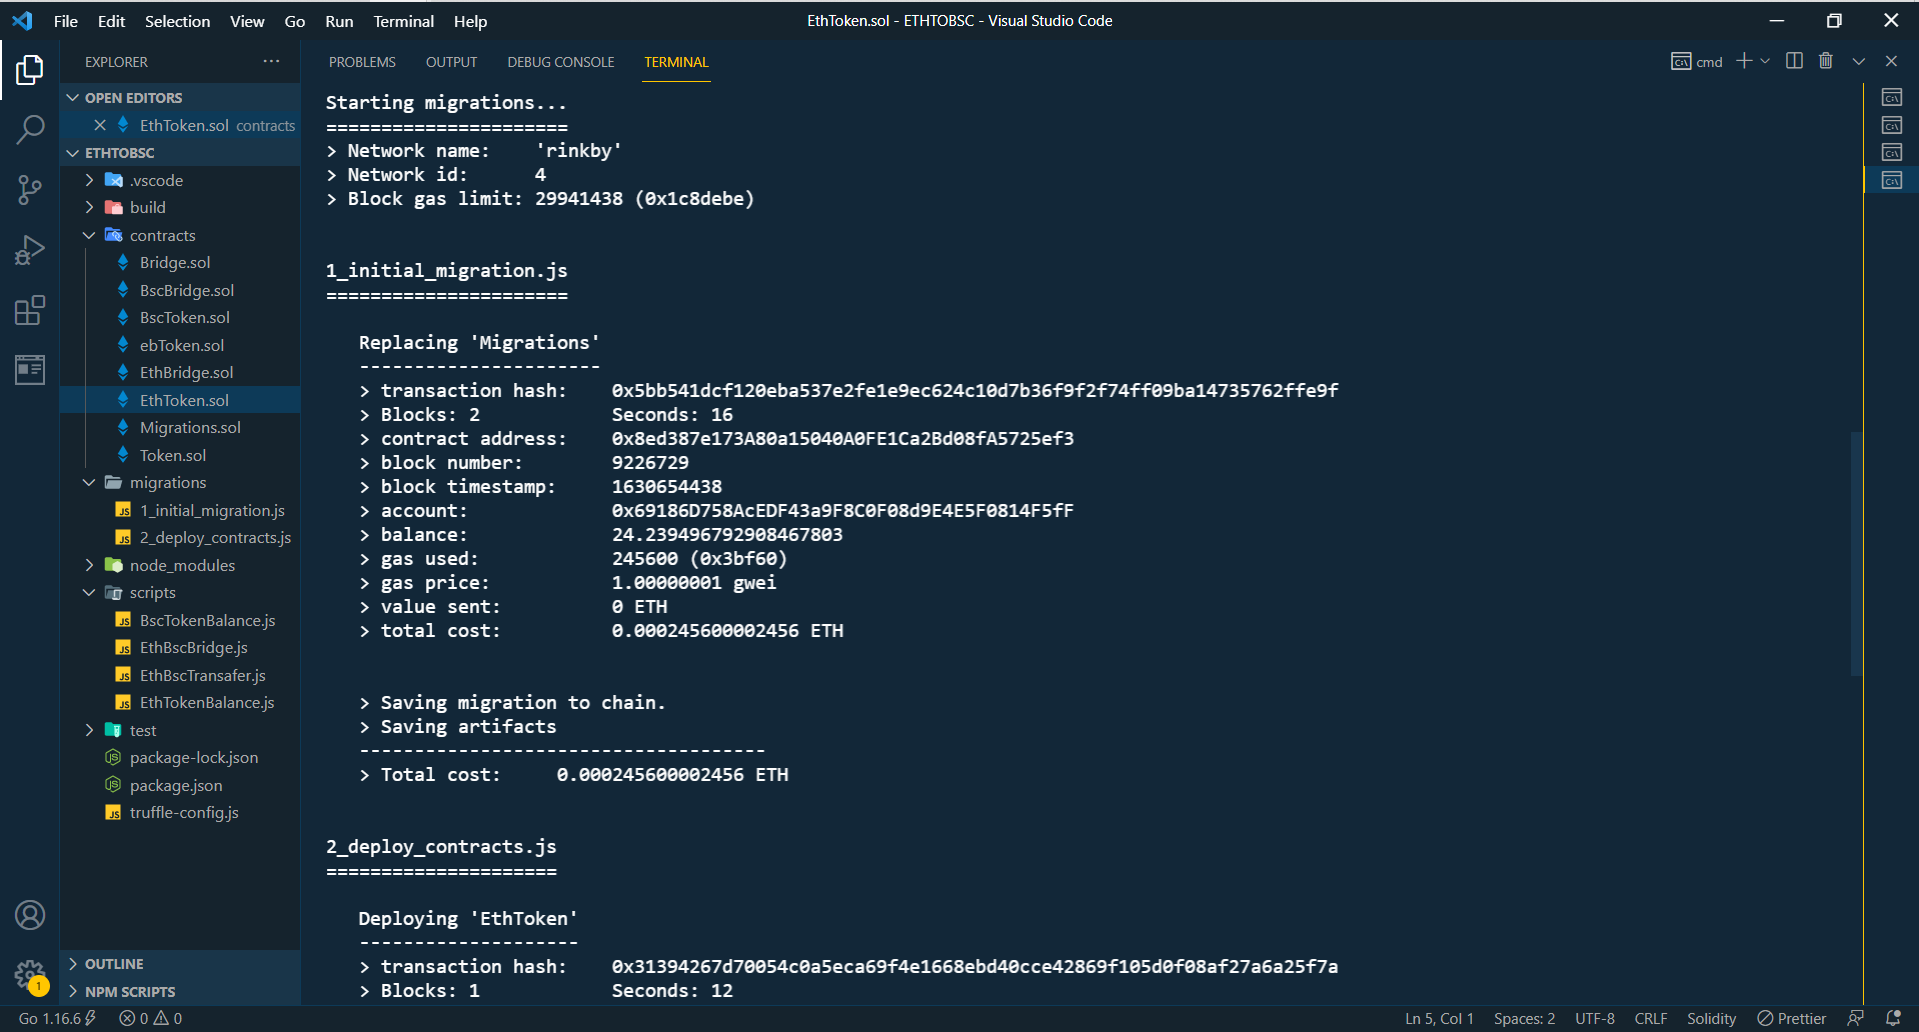 File Edit Selection View Go Run Terminal Help
EthToken.sol - ETHTOBSC - Visual Studio Code
EXPLORER
OPEN EDITORS
EthToken.sol contracts
ETHTOBSC
.vscode
build
contracts
Bridge.sol
BscBridge.sol
BscToken.sol
ebToken.sol
EthBridge.sol
EthToken.sol
Migrations.sol
Token.sol
migrations
JS 1_initial_migration.js
JS 2_deploy_contracts.js
node_modules
scripts
JS BscTokenBalance.js
JS EthBscBridge.js
JS EthBscTransafer.js
JS EthTokenBalance.js
test
package-lock.json
package.json
JS truffle-config.js
OUTLINE
NPM SCRIPTS
1
PROBLEMS OUTPUT DEBUG CONSOLE TERMINAL
cmd
Starting migrations...
======================
> Network name: 'rinkby'
> Network id: 4
> Block gas limit: 29941438 (0x1c8debe)
1_initial_migration.js
======================
Replacing 'Migrations'
----------------------
> transaction hash: 0x5bb541dcf120eba537e2fe1e9ec624c10d7b36f9f2f74ff09ba14735762ffe9f
> Blocks: 2 Seconds: 16
> contract address: 0x8ed387e173A80a15040A0FE1Ca2Bd08fA5725ef3
> block number: 9226729
> block timestamp: 1630654438
> account: 0x69186D758AcEDF43a9F8C0F08d9E4E5F0814F5fF
> balance: 24.239496792908467803
> gas used: 245600 (0x3bf60)
> gas price: 1.00000001 gwei
> value sent: 0 ETH
> total cost: 0.000245600002456 ETH
> Saving migration to chain.
> Saving artifacts
-------------------------------------
> Total cost: 0.000245600002456 ETH
2_deploy_contracts.js
=====================
Deploying 'EthToken'
--------------------
> transaction hash: 0x31394267d70054c0a5eca69f4e1668ebd40cce42869f105d0f08af27a6a25f7a
> Blocks: 1 Seconds: 12
Go 1.16.6 0 0
Ln 5, Col 1 Spaces: 2 UTF-8 CRLF Solidity Prettier